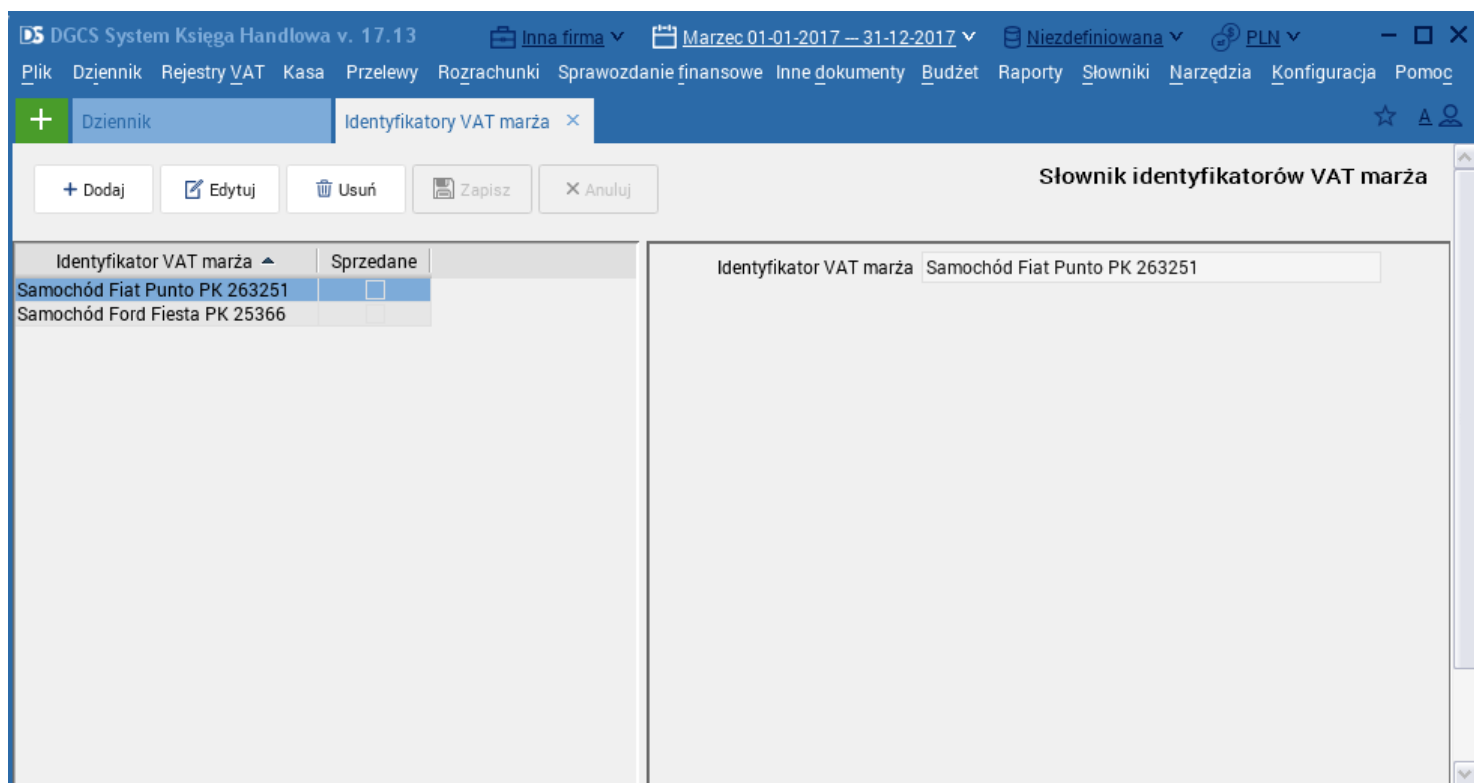 DS DGCS System Księga Handlowa v. 17.13 Inna firma Marzec 01-01-2017 — 31-12-2017 Niezdefiniowana PLN
Plik Dziennik Rejestry VAT Kasa Przelewy Rozrachunki Sprawozdanie finansowe Inne dokumenty Budżet Raporty Słowniki Narzędzia Konfiguracja Pomoc
+ Dziennik Identyfikatory VAT marża × A
+ Dodaj Edytuj Usuń Zapisz × Anuluj Słownik identyfikatorów VAT marża
Identyfikator VAT marża Sprzedane Identyfikator VAT marża Samochód Fiat Punto PK 263251
Samochód Fiat Punto PK 263251
Samochód Ford Fiesta PK 25366